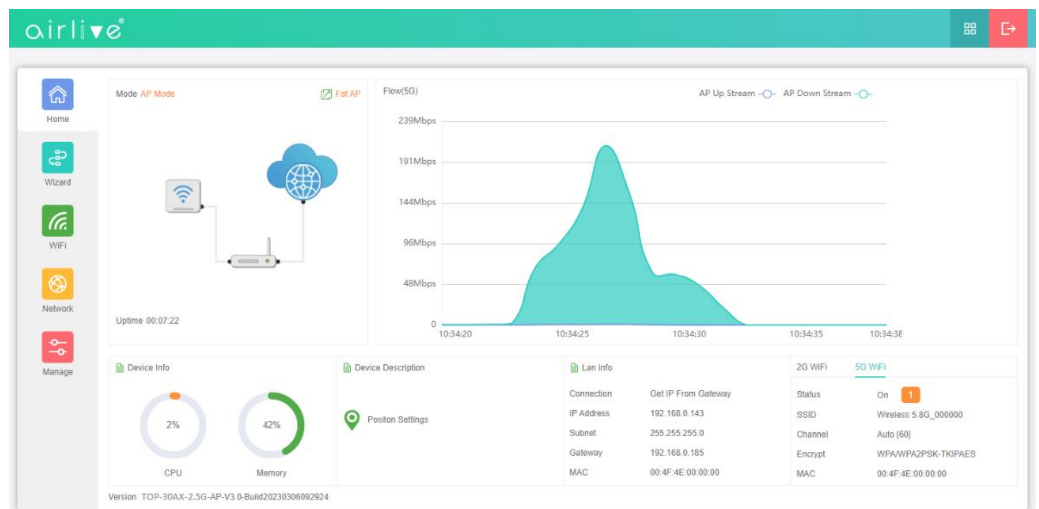 airlive®
Home
Wizard
WiFi
Network
Manage
Mode AP Mode
Fat AP
Uptime 00:07:22
Flow(5G)
AP Up Stream
AP Down Stream
239Mbps
191Mbps
144Mbps
96Mbps
48Mbps
0
10:34:20
10:34:25
10:34:30
10:34:35
10:34:38
Device Info
2%
CPU
42%
Memory
Device Description
Positon Settings
Lan Info
Connection Get IP From Gateway
IP Address 192.168.0.143
Subnet 255.255.255.0
Gateway 192.168.0.185
MAC 00:4F:4E:00:00:00
2G WiFi 5G WiFi
Status On 1
SSID Wireless 5.8G_000000
Channel Auto [60]
Encrypt WPA/WPA2PSK-TKIPAES
MAC 00:4F:4E:00:00:00
Version TOP-30AX-2.5G-AP-V3.0-Build20230306092924